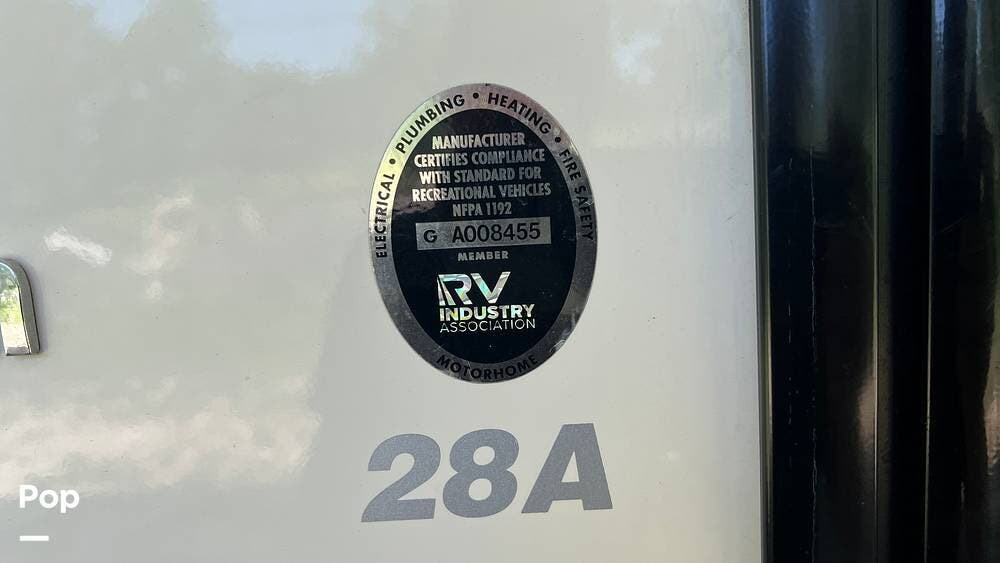 ELECTRICAL • PLUMBING • HEATING • FIRE SAFETY
MANUFACTURER
CERTIFIES COMPLIANCE
WITH STANDARD FOR
RECREATIONAL VEHICLES
NFPA 1192
G A008455
MEMBER
RV
INDUSTRY
ASSOCIATION
MOTORHOME
28A
Pop